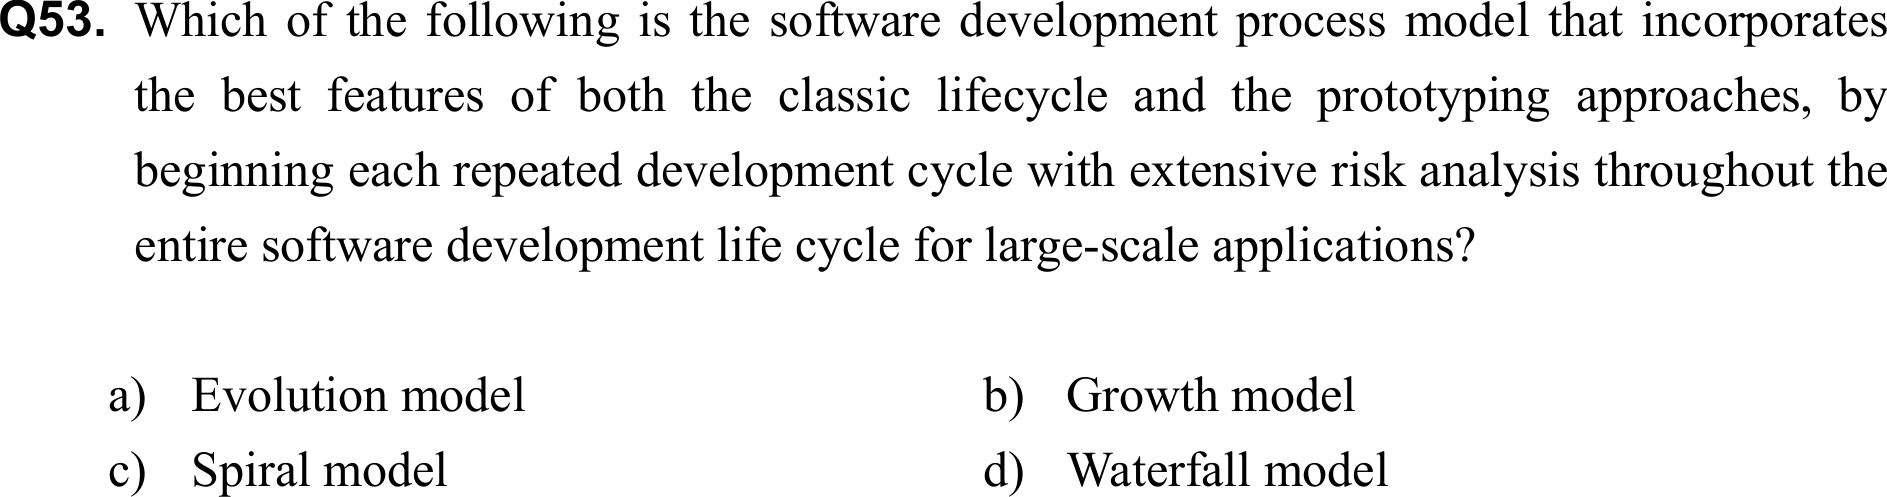 Q53. Which of the following is the software development process model that incorporates
the best features of both the classic lifecycle and the prototyping approaches, by
beginning each repeated development cycle with extensive risk analysis throughout the
entire software development life cycle for large-scale applications?
a) Evolution model b) Growth model
c) Spiral model d) Waterfall model